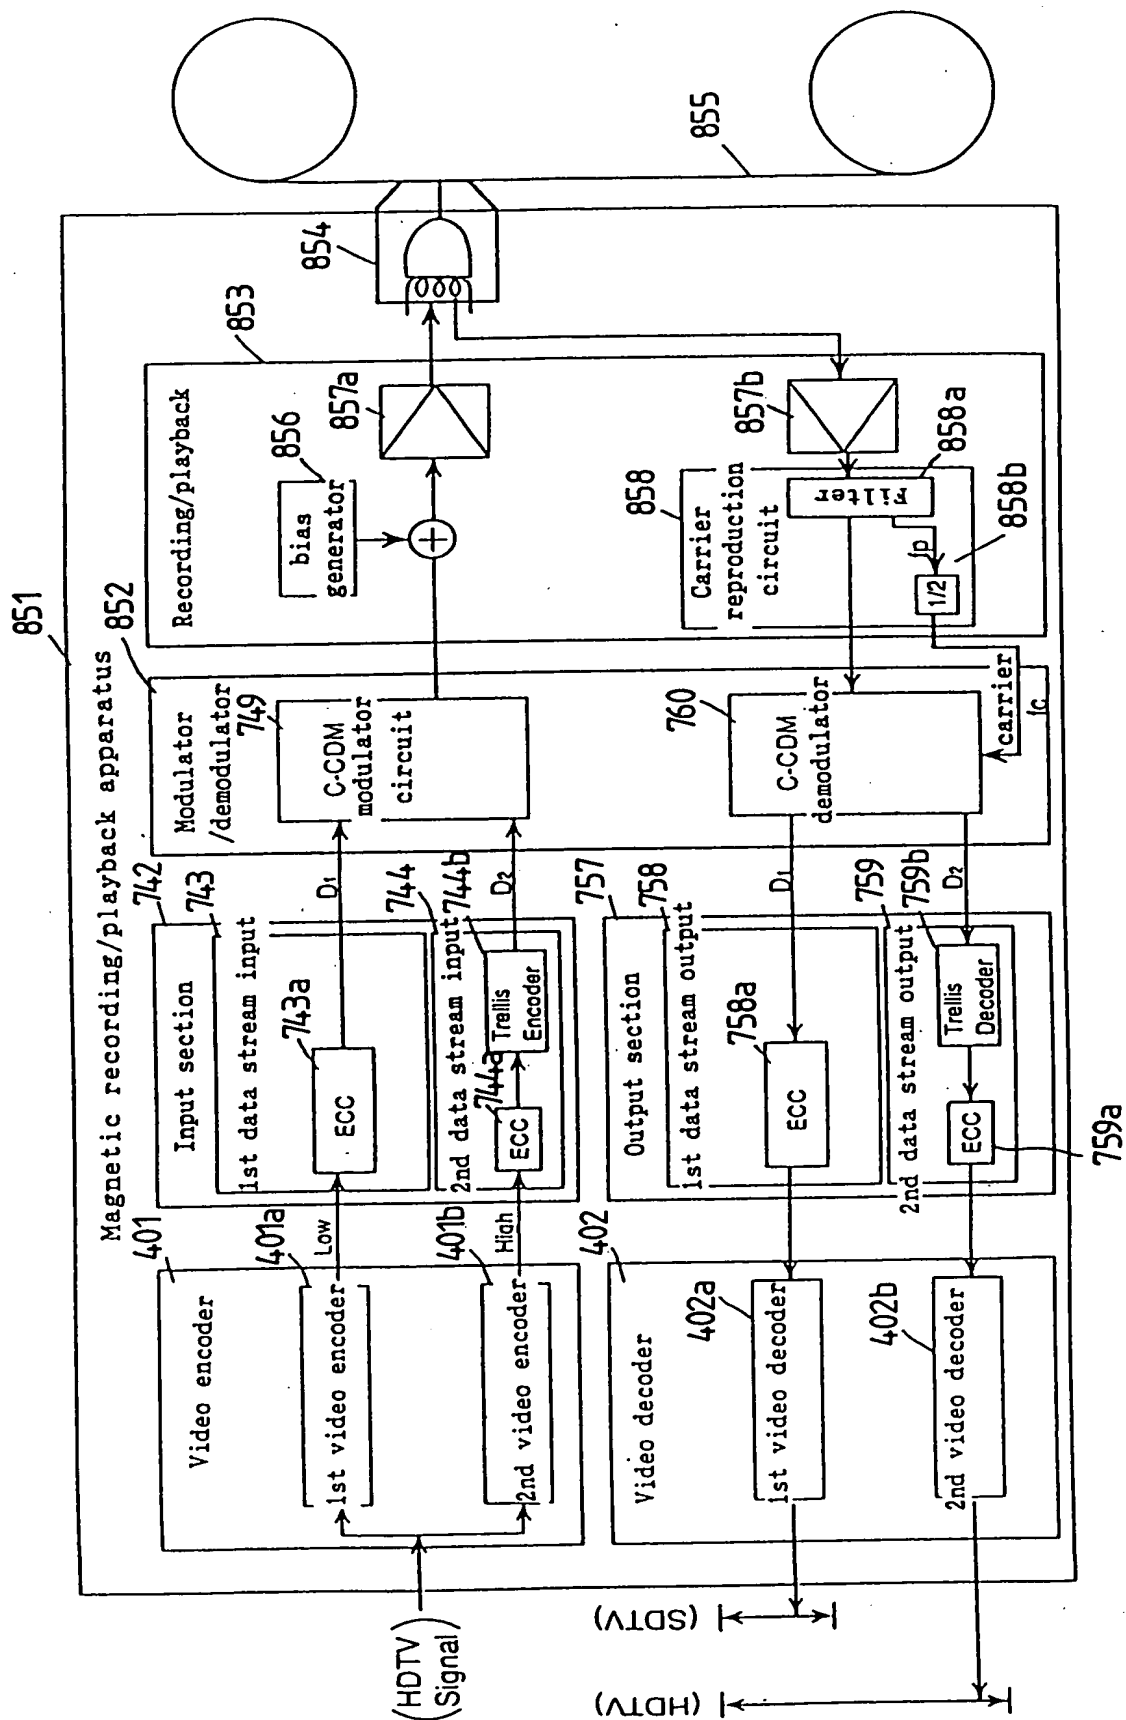 851
Magnetic recording/playback apparatus
401
Video encoder
401a
1st video encoder
Low
401b
2nd video encoder
High
(HDTV
Signal)
742
Input section
743
1st data stream input
743a
ECC
D1
744
2nd data stream input
744a
ECC
744b
Trellis
Encoder
D2
852
Modulator
/demodulator
749
C-CDM
modulator
circuit
853
Recording/playback
856
bias
generator
857a
854
855
402
Video decoder
402a
1st video decoder
402b
2nd video decoder
(SDTV)
(HDTV)
757
Output section
758
1st data stream output
758a
ECC
D1
759
2nd data stream output
759b
Trellis
Decoder
ECC
759a
D2
760
C-CDM
demodulator
carrier
fc
858
Carrier
reproduction
circuit
857b
Fillter
858a
fp
1/2
858b